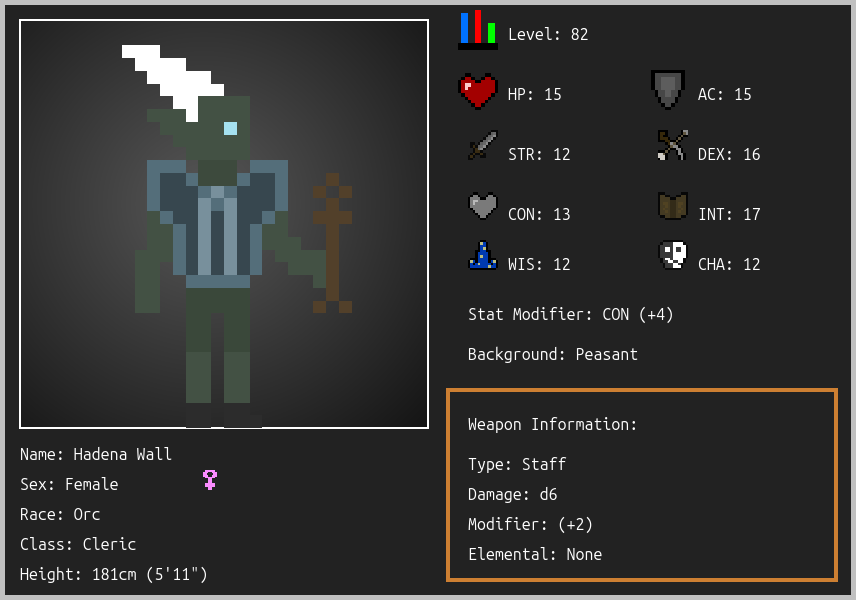 Level: 82
HP: 15
AC: 15
STR: 12
DEX: 16
CON: 13
INT: 17
WIS: 12
CHA: 12
Stat Modifier: CON (+4)
Background: Peasant
Weapon Information:
Type: Staff
Damage: d6
Modifier: (+2)
Elemental: None
Name: Hadena Wall
Sex: Female
Race: Orc
Class: Cleric
Height: 181cm (5'11")